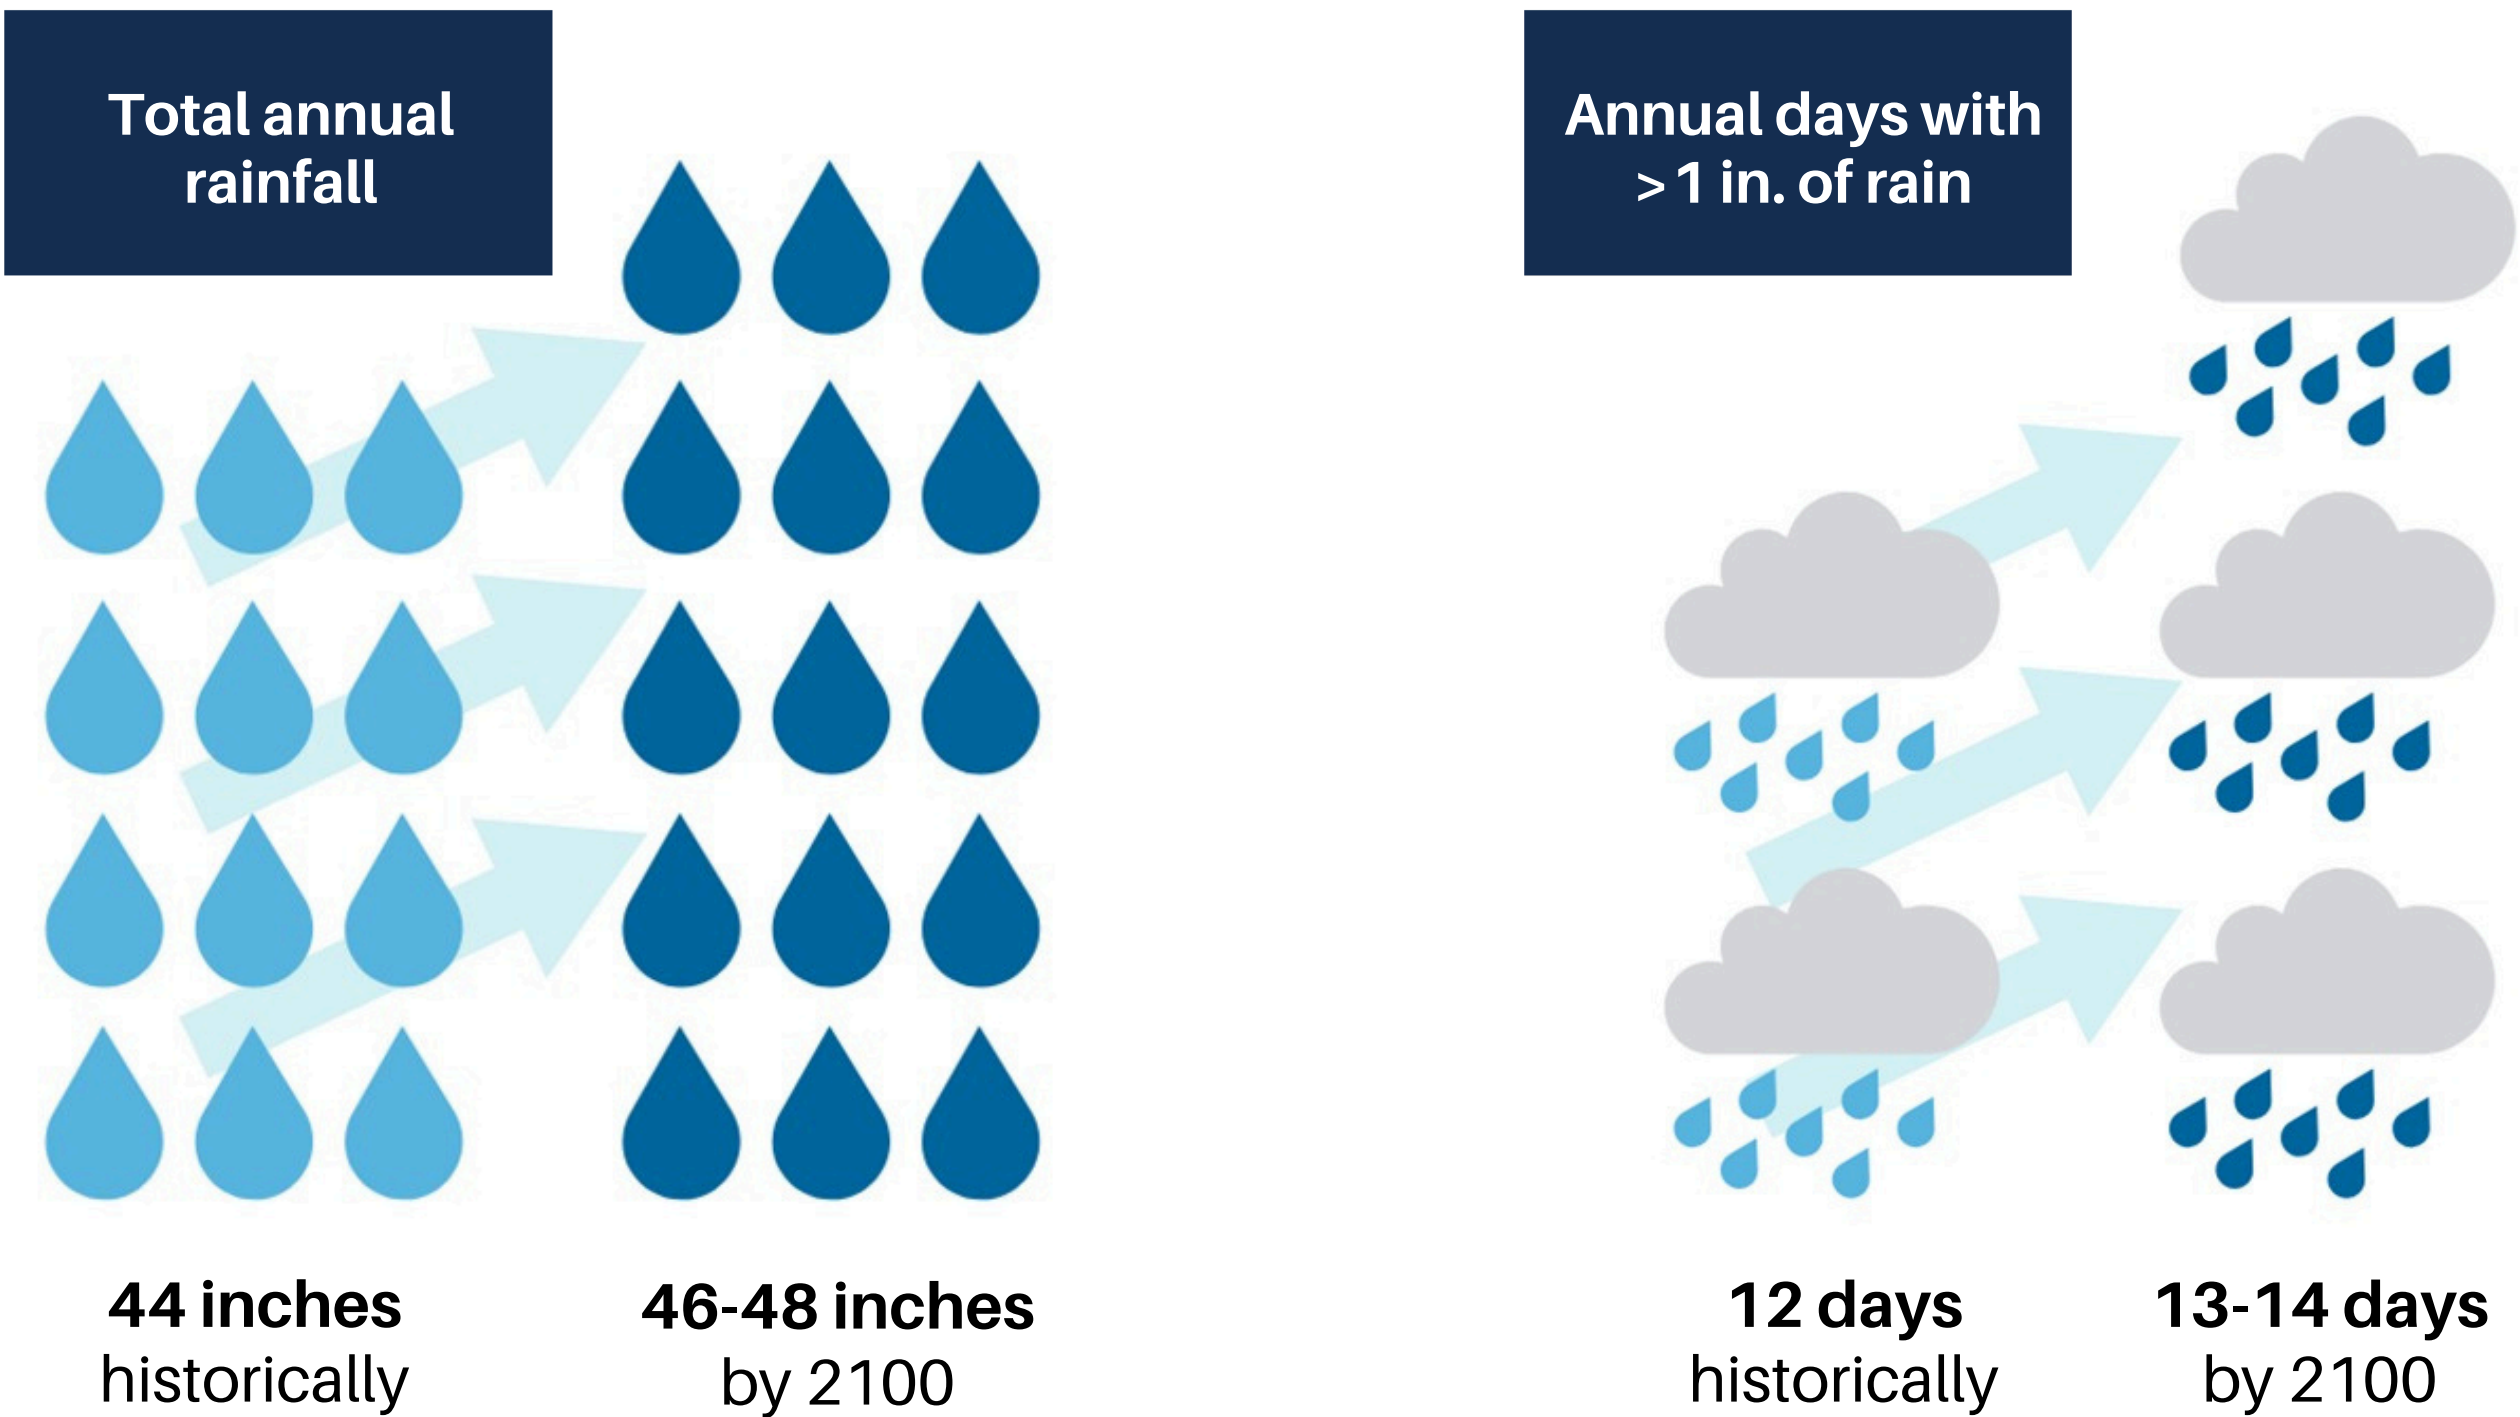 Total annual
rainfall
44 inches
historically
46-48 inches
by 2100
Annual days with
> 1 in. of rain
12 days
historically
13-14 days
by 2100